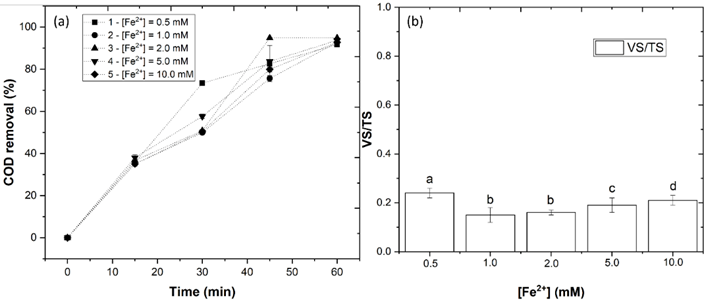 (a)
1 - [Fe²⁺] = 0.5 mM
2 - [Fe²⁺] = 1.0 mM
3 - [Fe²⁺] = 2.0 mM
4 - [Fe²⁺] = 5.0 mM
5 - [Fe²⁺] = 10.0 mM
100
80
60
40
20
0
COD removal (%)
0 10 20 30 40 50 60
Time (min)
(b)
VS/TS
1.0
0.8
0.6
0.4
0.2
0.0
VS/TS
a b b c d
0.5 1.0 2.0 5.0 10.0
[Fe²⁺] (mM)